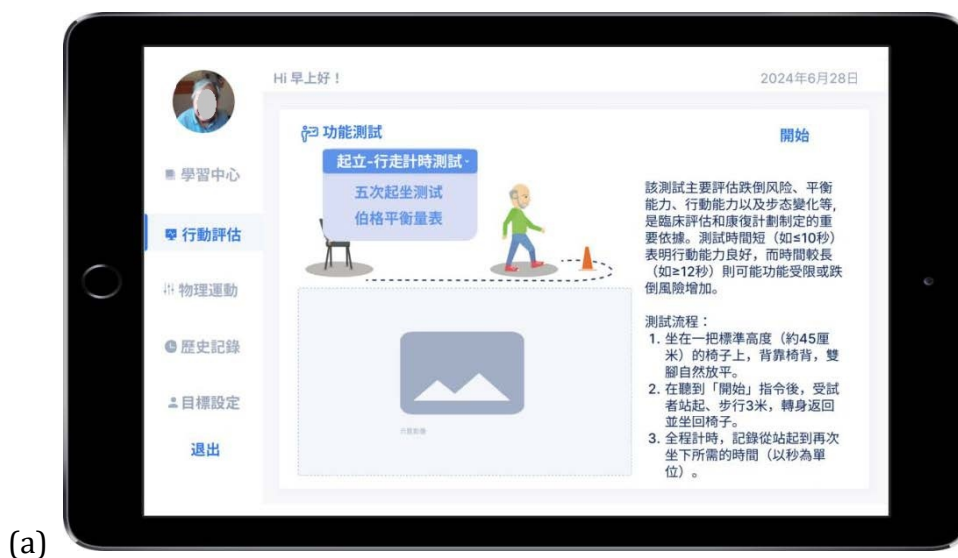 Hi 早上好！
2024年6月28日
學習中心
行動評估
物理運動
歷史記錄
目標設定
退出
功能測試
開始
起立-行走計時測試
五次起坐测试
伯格平衡量表
該測試主要評估跌倒风险、平衡
能力、行動能力以及步态變化等,
是臨床評估和康復計劃制定的重
要依據。測試時間短（如≤10秒）
表明行動能力良好，而時間較長
（如≥12秒）則可能功能受限或跌
倒風險增加。
測試流程：
1. 坐在一把標準高度（約45厘
米）的椅子上，背靠椅背，雙
腳自然放平。
2. 在聽到「開始」指令後，受試
者站起、步行3米，轉身返回
並坐回椅子。
3. 全程計時，記錄從站起到再次
坐下所需的時間（以秒為單
位）。
(a)